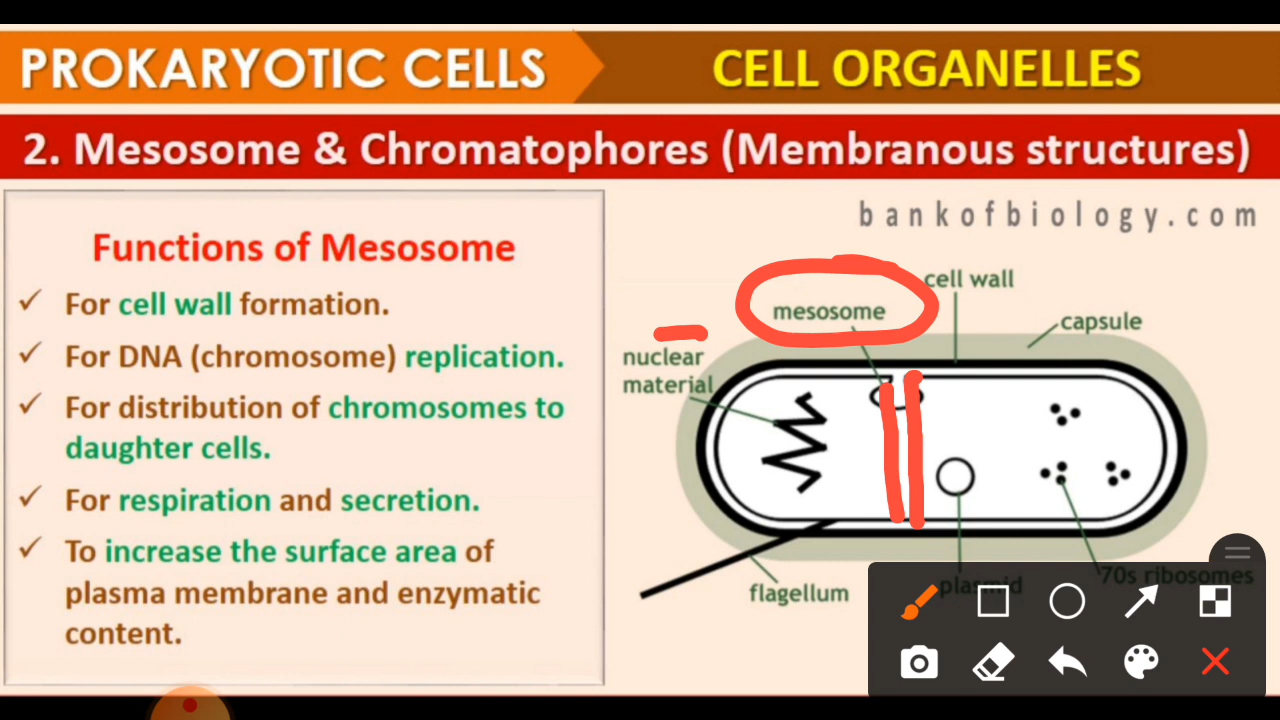 PROKARYOTIC CELLS
CELL ORGANELLES
2. Mesosome & Chromatophores (Membranous structures)
bankofbiology.com
Functions of Mesosome
✓ For cell wall formation.
✓ For DNA (chromosome) replication.
✓ For distribution of chromosomes to
daughter cells.
✓ For respiration and secretion.
✓ To increase the surface area of
plasma membrane and enzymatic
content.
cell wall
mesosome
capsule
nuclear
material
flagellum
plasmid
70s ribosomes